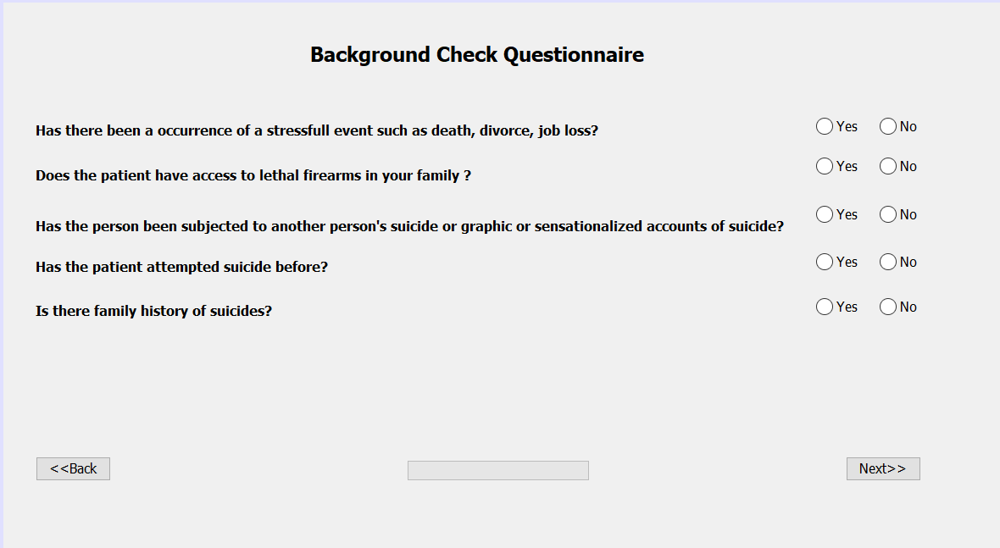 Background Check Questionnaire
Has there been a occurrence of a stressfull event such as death, divorce, job loss? Yes No
Does the patient have access to lethal firearms in your family ? Yes No
Has the person been subjected to another person's suicide or graphic or sensationalized accounts of suicide? Yes No
Has the patient attempted suicide before? Yes No
Is there family history of suicides? Yes No
<<Back Next>>